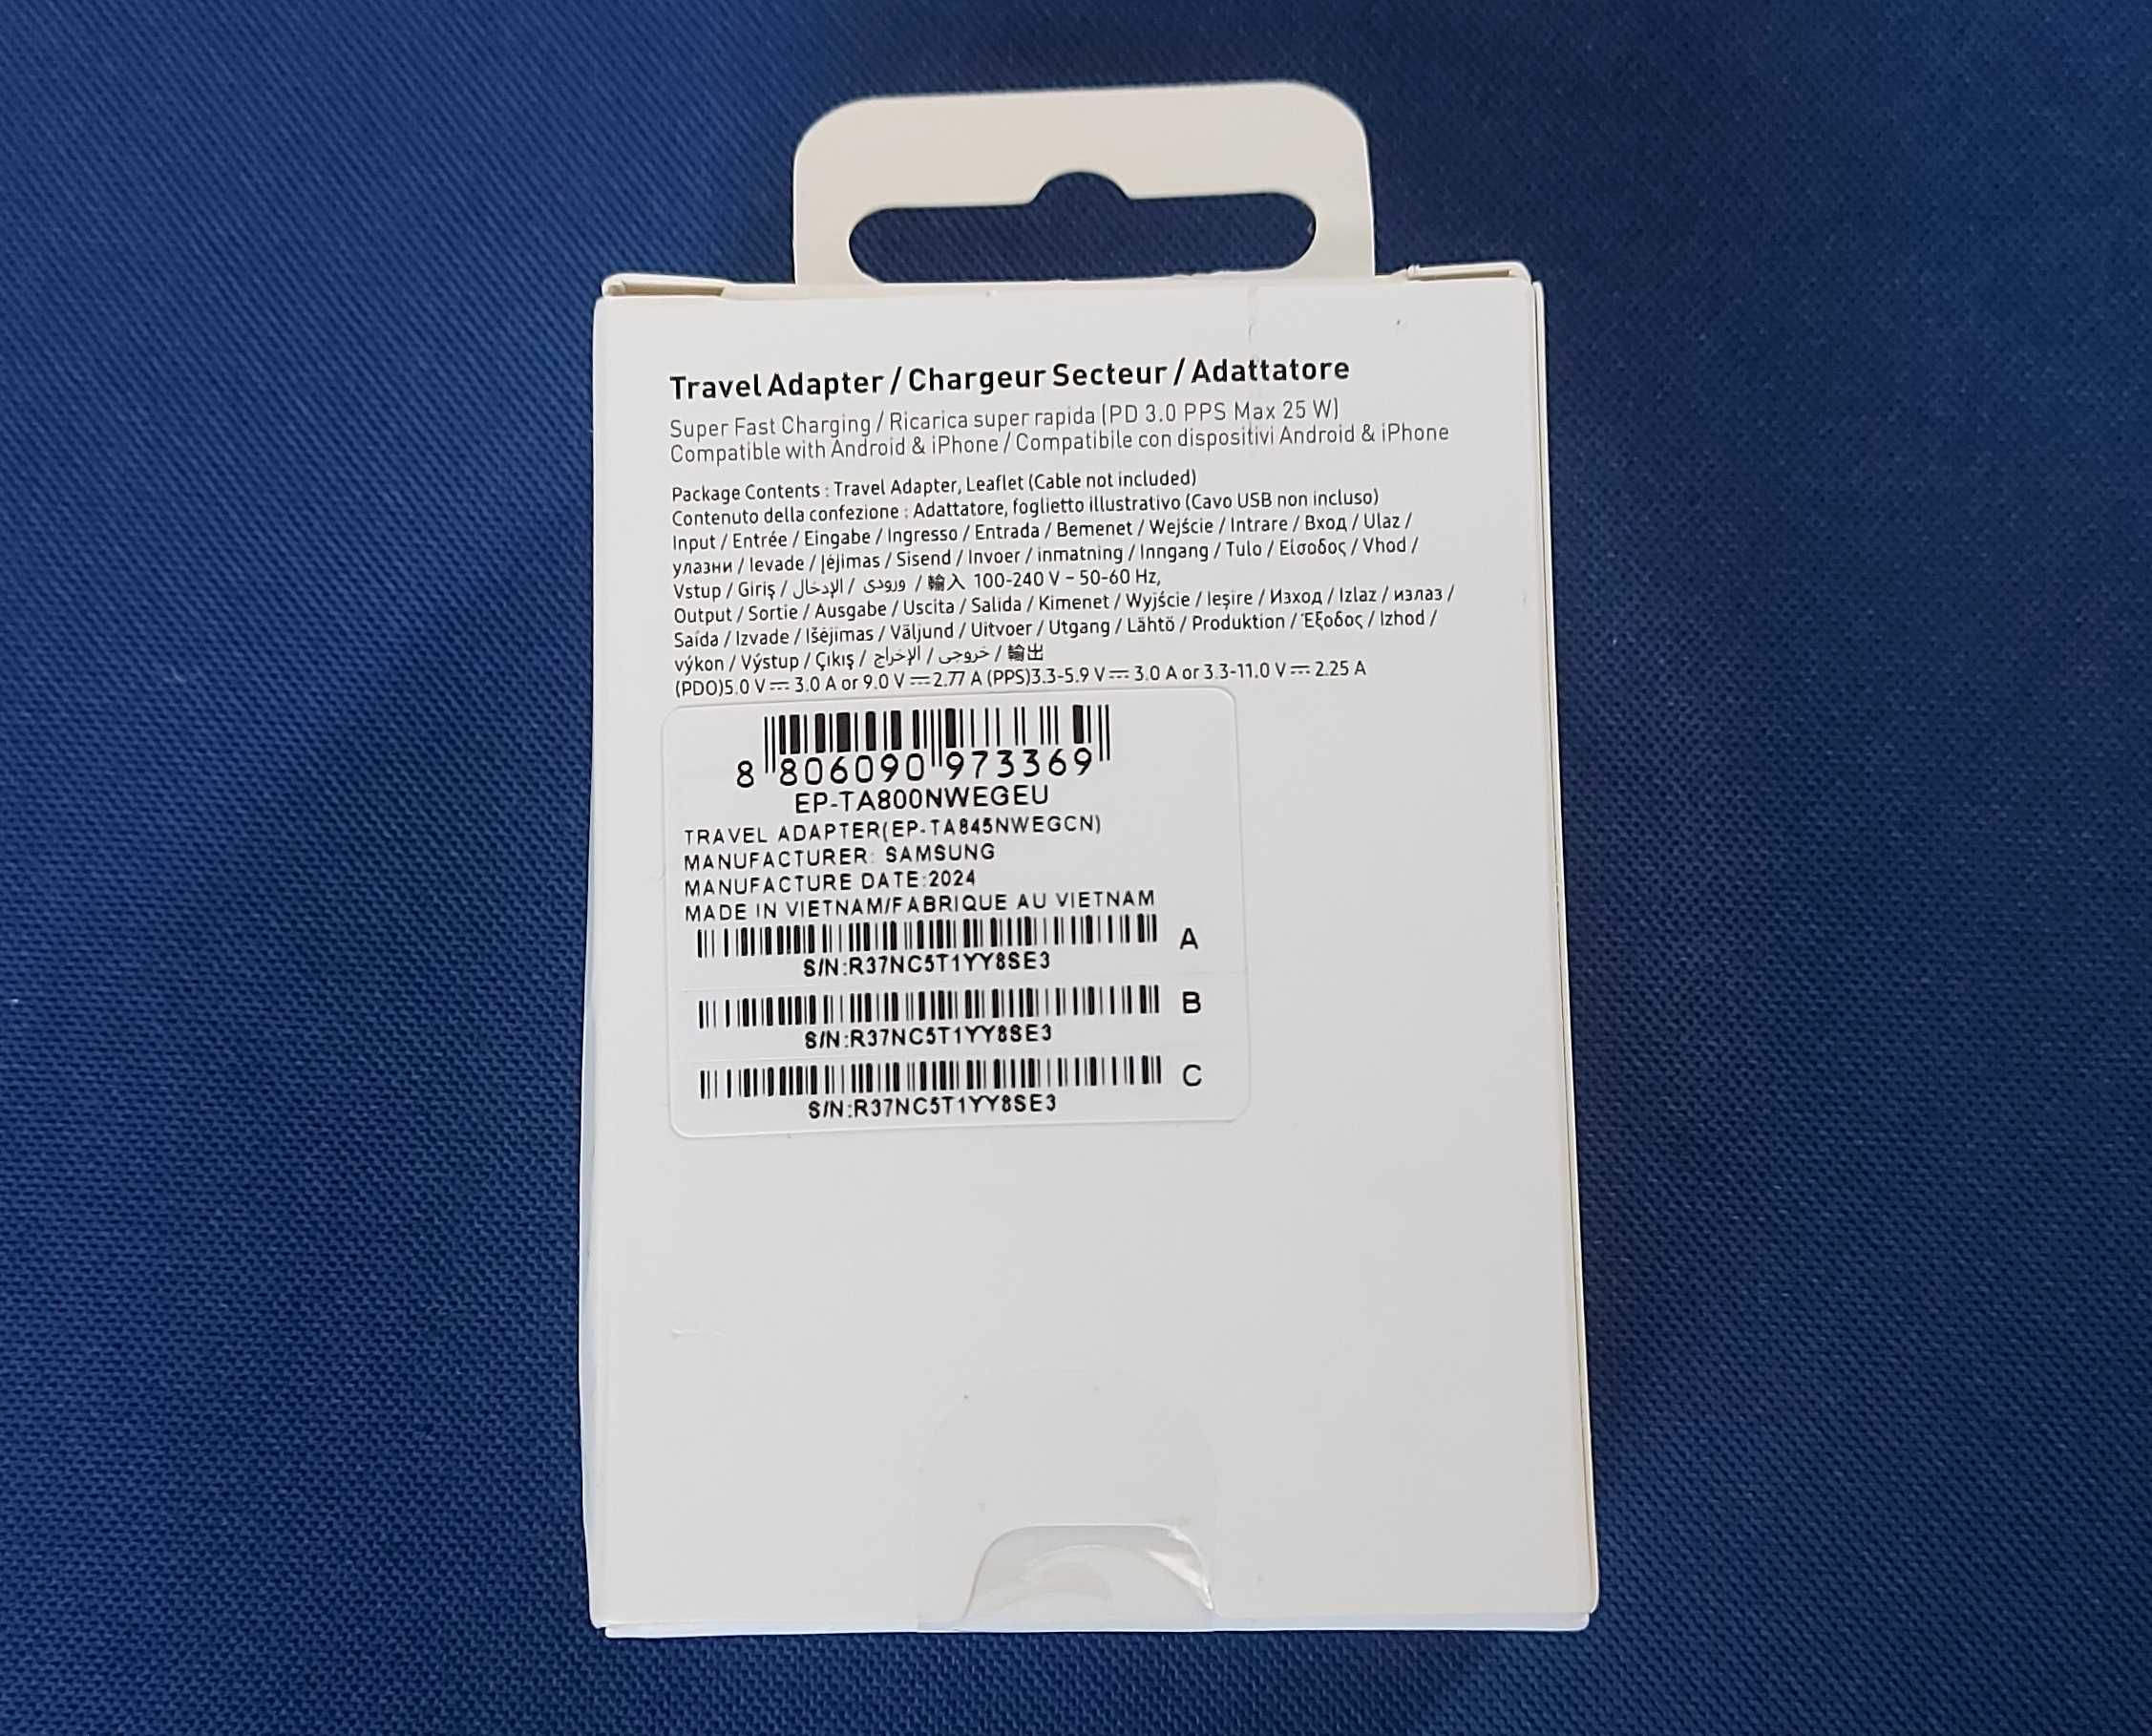 Travel Adapter / Chargeur Secteur / Adattatore
Super Fast Charging / Ricarica super rapida (PD 3.0 PPS Max 25 W)
Compatible with Android & iPhone / Compatibile con dispositivi Android & iPhone
Package Contents : Travel Adapter, Leaflet (Cable not included)
Contenuto della confezione : Adattatore, foglietto illustrativo (Cavo USB non incluso)
Input / Entrée / Eingabe / Ingresso / Entrada / Bemenet / Wejście / Intrare / Вход / Ulaz /
улазни / Ievade / Įėjimas / Sisend / Invoer / inmatning / Inngang / Tulo / Είσοδος / Vhod /
Vstup / Giriş / الإدخال / ورودی / 輸入 100-240 V ~ 50-60 Hz,
Output / Sortie / Ausgabe / Uscita / Salida / Kimenet / Wyjście / Ieșire / Изход / Izlaz / излаз /
Saída / Izvade / Išėjimas / Väljund / Uitvoer / Utgang / Lähtö / Produktion / Έξοδος / Izhod /
výkon / Výstup / Çıkış / الإخراج / خروجی / 輸出
(PDO)5.0 V⎓ 3.0 A or 9.0 V⎓2.77 A (PPS)3.3-5.9 V⎓ 3.0 A or 3.3-11.0 V⎓ 2.25 A
8 806090 973369
EP-TA800NWEGEU
TRAVEL ADAPTER(EP-TA845NWEGCN)
MANUFACTURER: SAMSUNG
MANUFACTURE DATE:2024
MADE IN VIETNAM/FABRIQUE AU VIETNAM
A
S/N:R37NC5T1YY8SE3
B
S/N:R37NC5T1YY8SE3
C
S/N:R37NC5T1YY8SE3